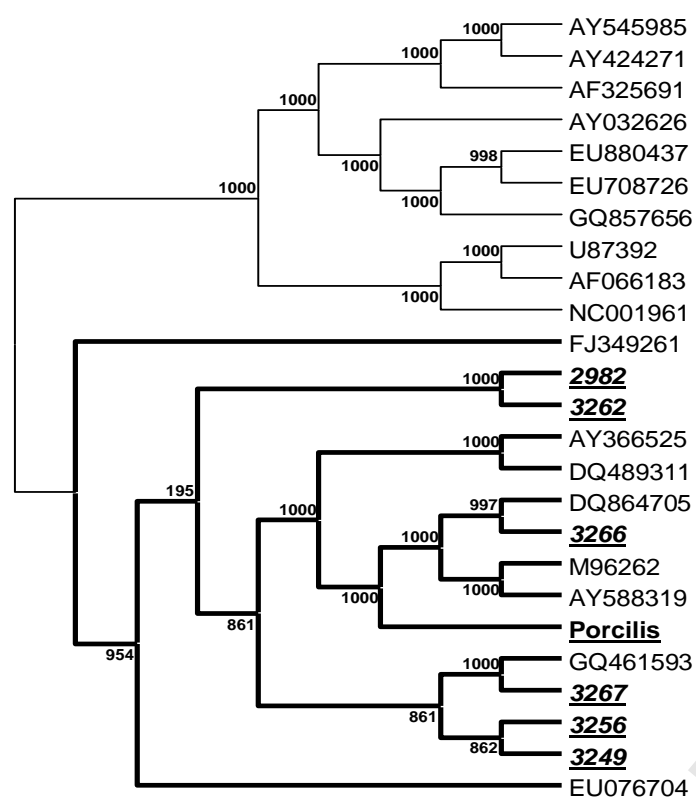 1000 AY545985
1000 AY424271
1000 AF325691
AY032626
998 EU880437
1000 EU708726
1000 1000 GQ857656
1000 U87392
AF066183
1000 NC001961
FJ349261
1000 2982
3262
1000 AY366525
DQ489311
195 997 DQ864705
1000 1000 3266
M96262
1000 1000 AY588319
861 Porcilis
954 1000 GQ461593
3267
861 3256
862 3249
EU076704